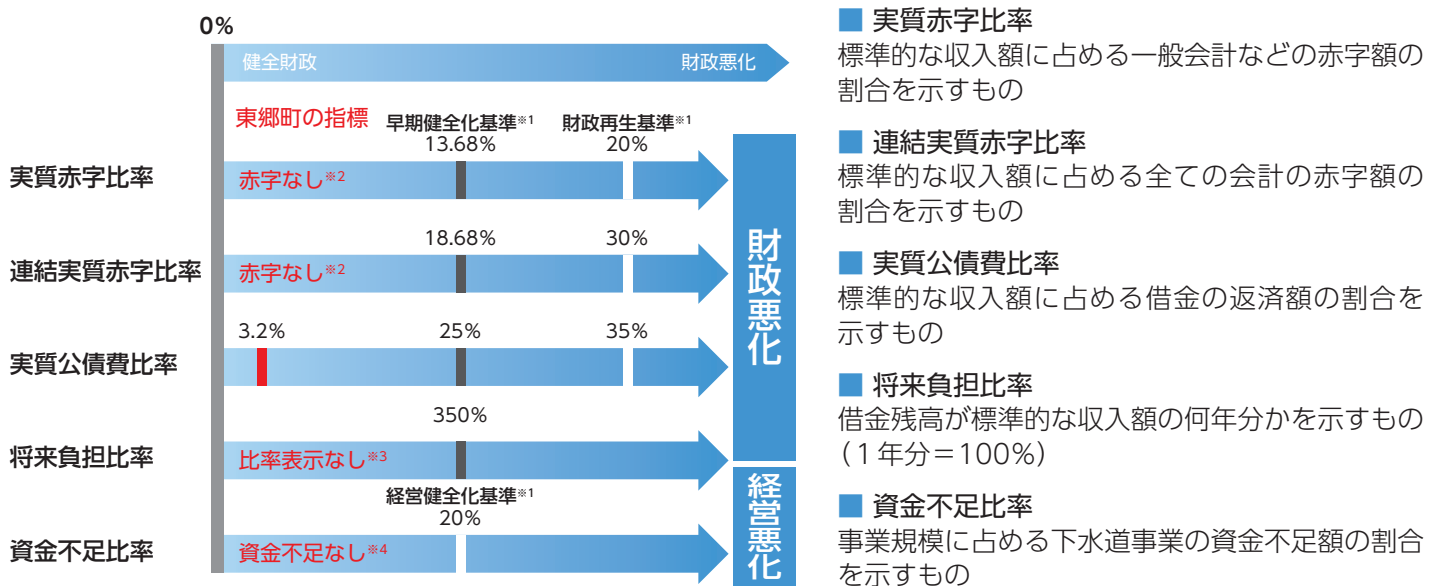 0%
健全財政 財政悪化
東郷町の指標 早期健全化基準※1 財政再生基準※1
13.68% 20%
実質赤字比率 赤字なし※2
18.68% 30%
連結実質赤字比率 赤字なし※2
3.2% 25% 35%
実質公債費比率
350%
将来負担比率 比率表示なし※3
経営健全化基準※1
20%
資金不足比率 資金不足なし※4
財政悪化
経営悪化
■ 実質赤字比率
標準的な収入額に占める一般会計などの赤字額の
割合を示すもの
■ 連結実質赤字比率
標準的な収入額に占める全ての会計の赤字額の
割合を示すもの
■ 実質公債費比率
標準的な収入額に占める借金の返済額の割合を
示すもの
■ 将来負担比率
借金残高が標準的な収入額の何年分かを示すもの
(1年分=100%)
■ 資金不足比率
事業規模に占める下水道事業の資金不足額の割合
を示すもの